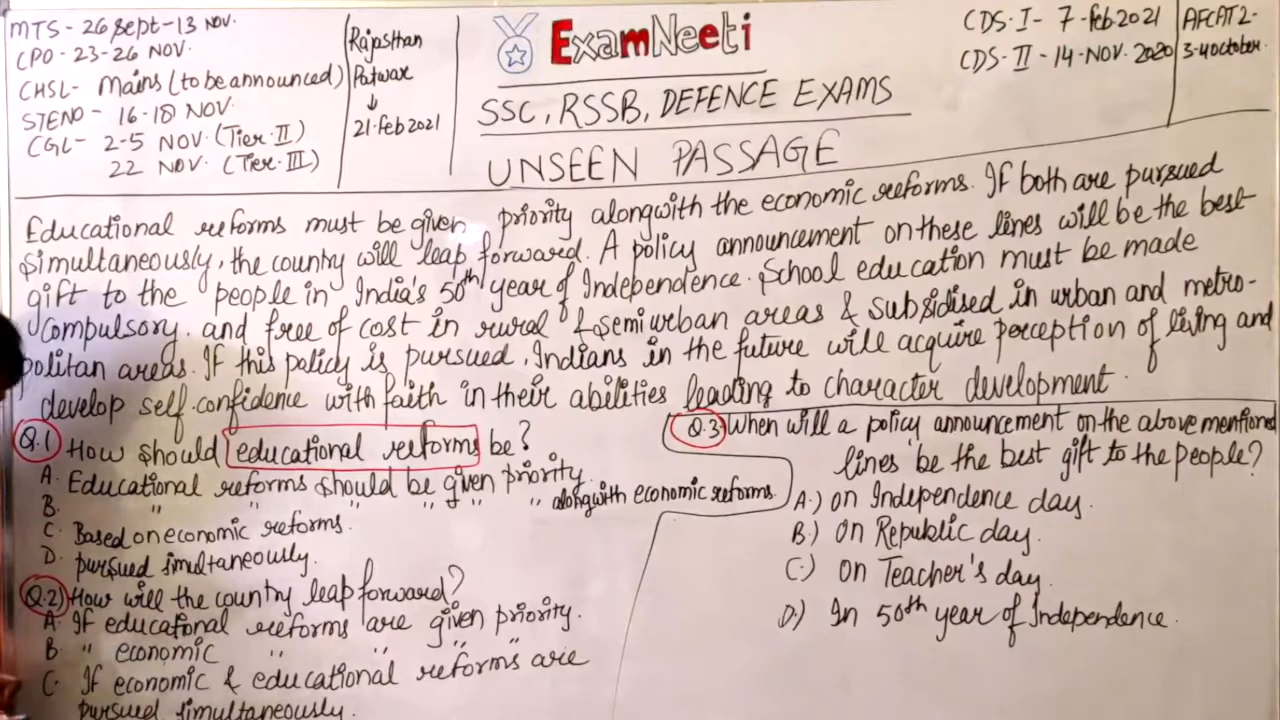 MTS - 26 Sept - 13 NOV.
CPO - 23-26 NOV.
CHSL - Mains (to be announced)
STENO - 16-18 NOV.
CGL - 2-5 NOV. (Tier-II)
22 NOV. (Tier-III)
Rajasthan
Patwar
↓
21-Feb 2021
ExamNeeti
SSC, RSSB, DEFENCE EXAMS
UNSEEN PASSAGE
CDS-I - 7-Feb 2021
CDS-II - 14-NOV. 2020
AFCAT 2-
3-4 October.
Educational reforms must be given priority alongwith the economic reforms. If both are pursued
simultaneously, the country will leap forward. A policy announcement on these lines will be the best
gift to the people in India's 50th year of Independence. School education must be made
compulsory and free of cost in rural & semi urban areas & subsidised in urban and metro-
politan areas. If this policy is pursued, Indians in the future will acquire perception of living and
develop self-confidence with faith in their abilities leading to character development.
Q.1 How should educational reforms be?
A. Educational reforms should be given priority.
B. " " " " " " alongwith economic reforms.
C. Based on economic reforms.
D. pursued simultaneously.
Q.2) How will the country leap forward?
A. If educational reforms are given priority.
B. " economic " " " "
C. If economic & educational reforms are
pursued simultaneously.
Q.3 When will a policy announcement on the above mentioned
lines be the best gift to the people?
A.) on Independence day.
B.) on Republic day.
C.) on Teacher's day.
D.) In 50th year of Independence.